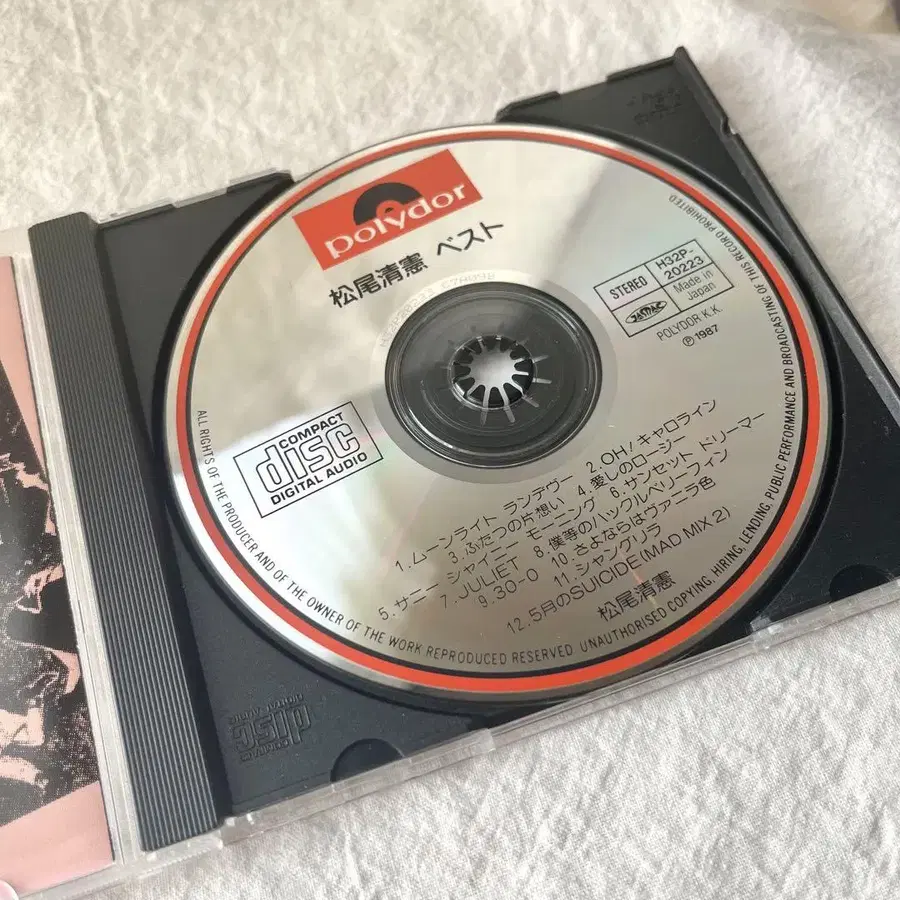 polydor
松尾清憲 ベスト
STEREO
H32P-
20223
JASRAC
Made in
Japan
POLYDOR K.K.
Ⓟ1987
COMPACT
disc
DIGITAL AUDIO
1. ムーンライト ランデヴー 2. OH! キャロライン
3. ふたつの片想い 4. 愛しのロージー
5. サニー シャイニー モーニング 6. サンセット ドリーマー
7. JULIET 8. 僕等のハックルベリーフィン
9. 30-0 10. さよならはヴァニラ色
11. シャングリラ
12. 5月のSUICIDE (MAD MIX 2)
松尾清憲
ALL RIGHTS OF THE PRODUCER AND OF THE OWNER OF THE WORK REPRODUCED RESERVED UNAUTHORISED COPYING, HIRING, LENDING, PUBLIC PERFORMANCE AND BROADCASTING OF THIS RECORD PROHIBITED
disc